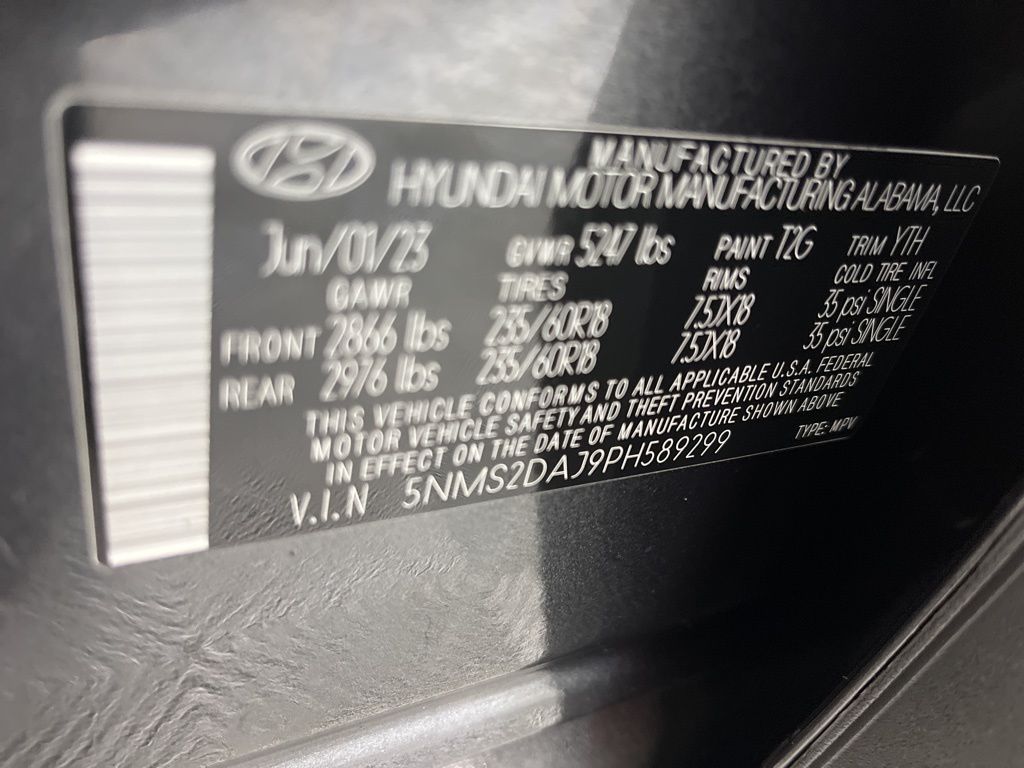 MANUFACTURED BY
HYUNDAI MOTOR MANUFACTURING ALABAMA, LLC
Jun/01/23 GVWR 5247 lbs PAINT T2G TRIM YTH
GAWR TIRES RIMS COLD TIRE INFL
FRONT 2866 lbs 235/60R18 7.5JX18 35 psi SINGLE
REAR 2976 lbs 235/60R18 7.5JX18 35 psi SINGLE
THIS VEHICLE CONFORMS TO ALL APPLICABLE U.S.A. FEDERAL
MOTOR VEHICLE SAFETY AND THEFT PREVENTION STANDARDS
IN EFFECT ON THE DATE OF MANUFACTURE SHOWN ABOVE
V.I.N 5NMS2DAJ9PH589299 TYPE: MPV